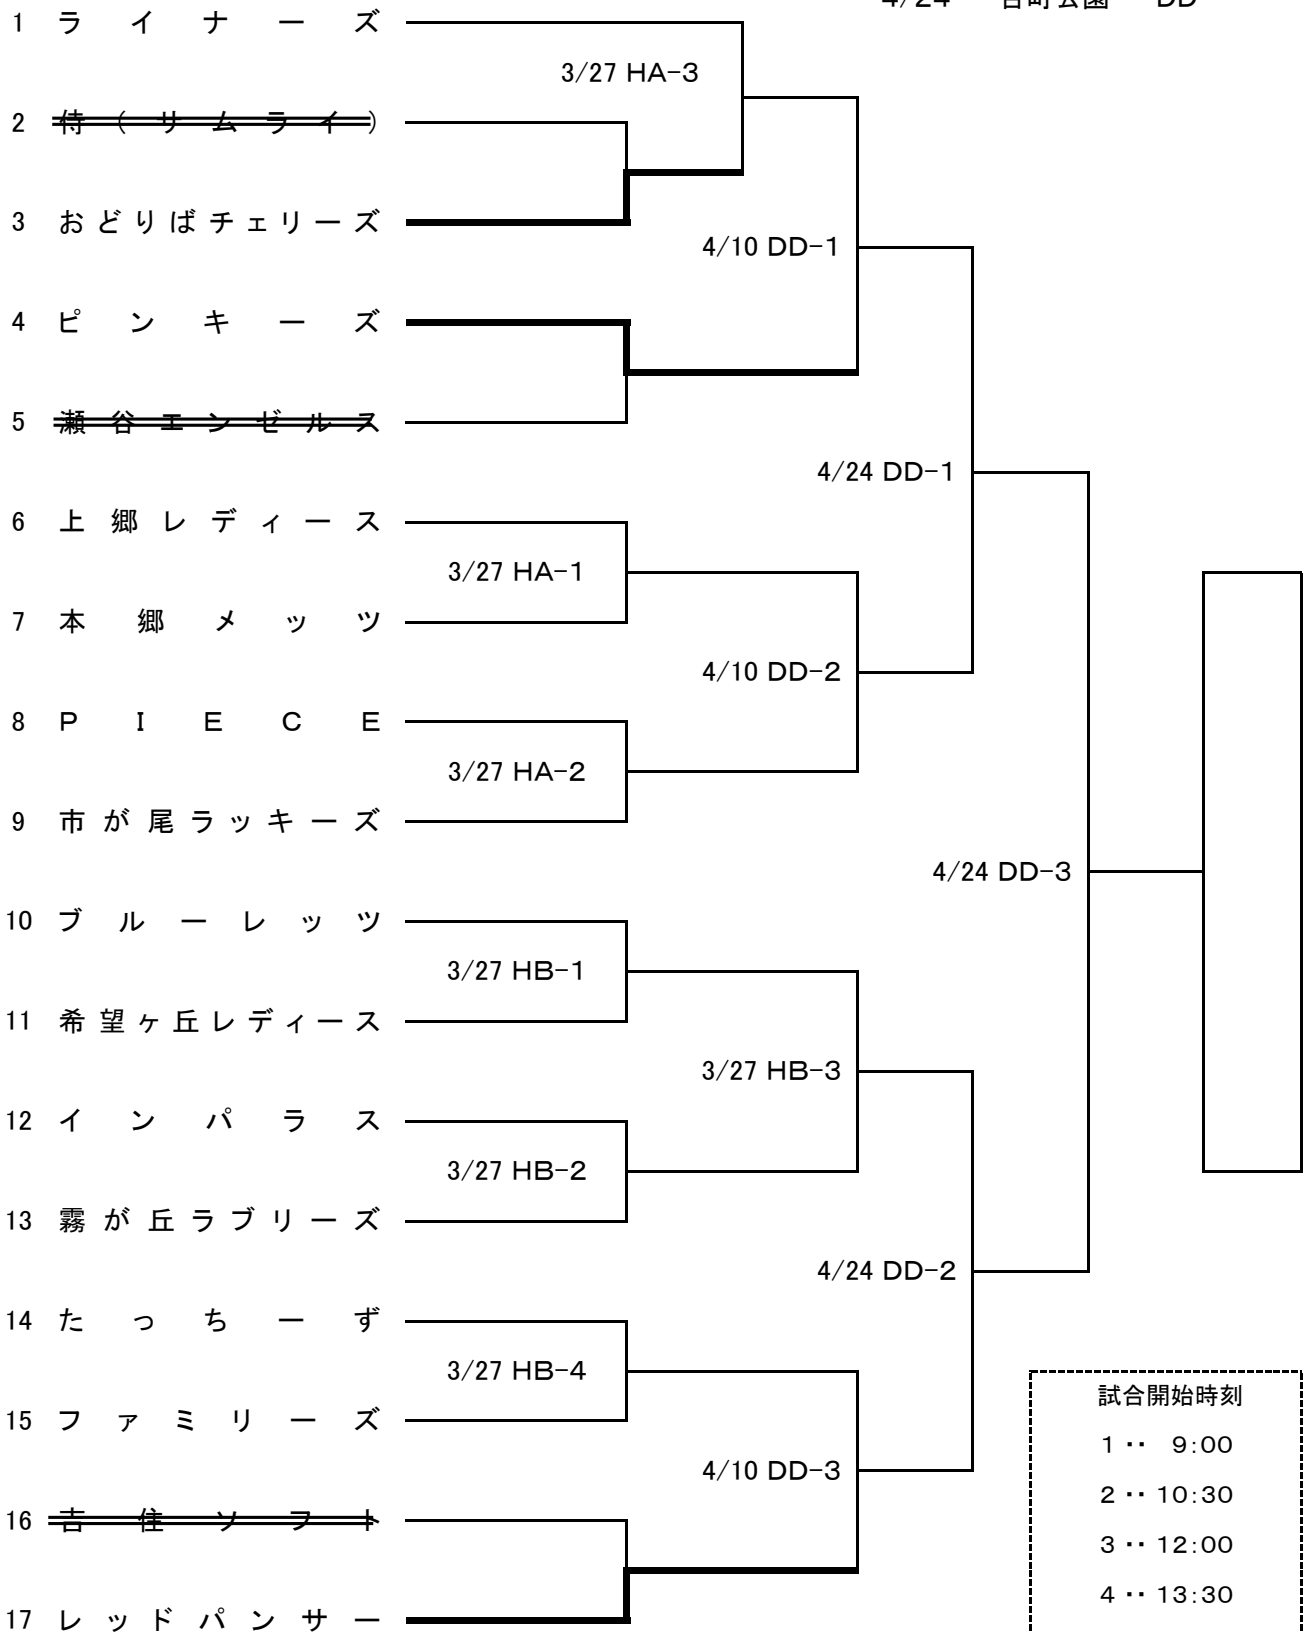 4/24 宮町公園 DD
1 ライナーズ
3/27 HA-3
2 侍(サムライ)
3 おどりばチェリーズ
4/10 DD-1
4 ピンキーズ
5 瀬谷エンゼルス
4/24 DD-1
6 上郷レディース
3/27 HA-1
7 本郷メッツ
4/10 DD-2
8 PIECE
3/27 HA-2
9 市が尾ラッキーズ
4/24 DD-3
10 ブルーレッツ
3/27 HB-1
11 希望ヶ丘レディース
3/27 HB-3
12 インパラス
3/27 HB-2
13 霧が丘ラブリーズ
4/24 DD-2
14 たっちーず
3/27 HB-4
15 ファミリーズ
4/10 DD-3
16 吉住ソフト
17 レッドパンサー
試合開始時刻
1 ‥ 9:00
2 ‥ 10:30
3 ‥ 12:00
4 ‥ 13:30